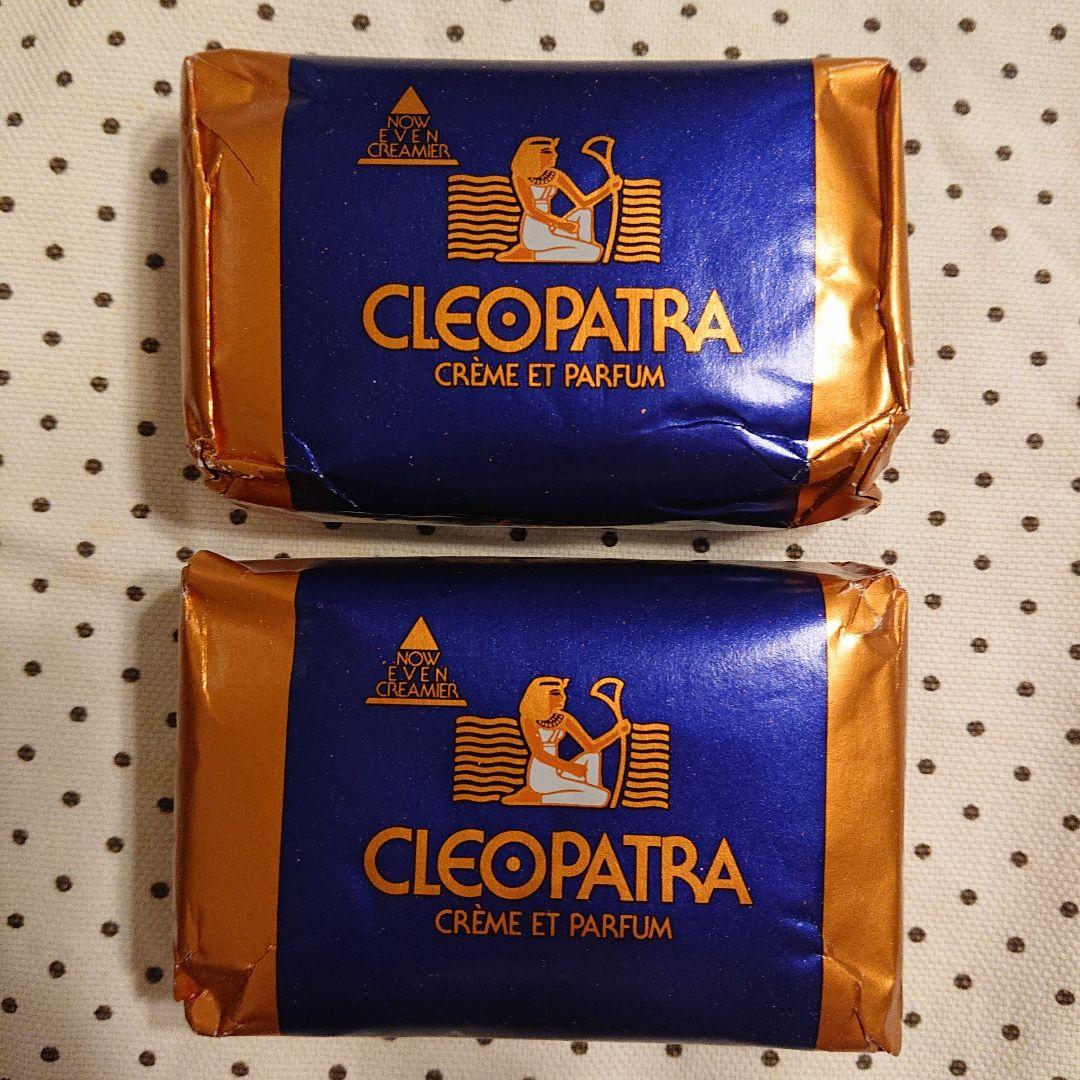 NOW
EVEN
CREAMIER
CLEOPATRA
CRÈME ET PARFUM
NOW
EVEN
CREAMIER
CLEOPATRA
CRÈME ET PARFUM